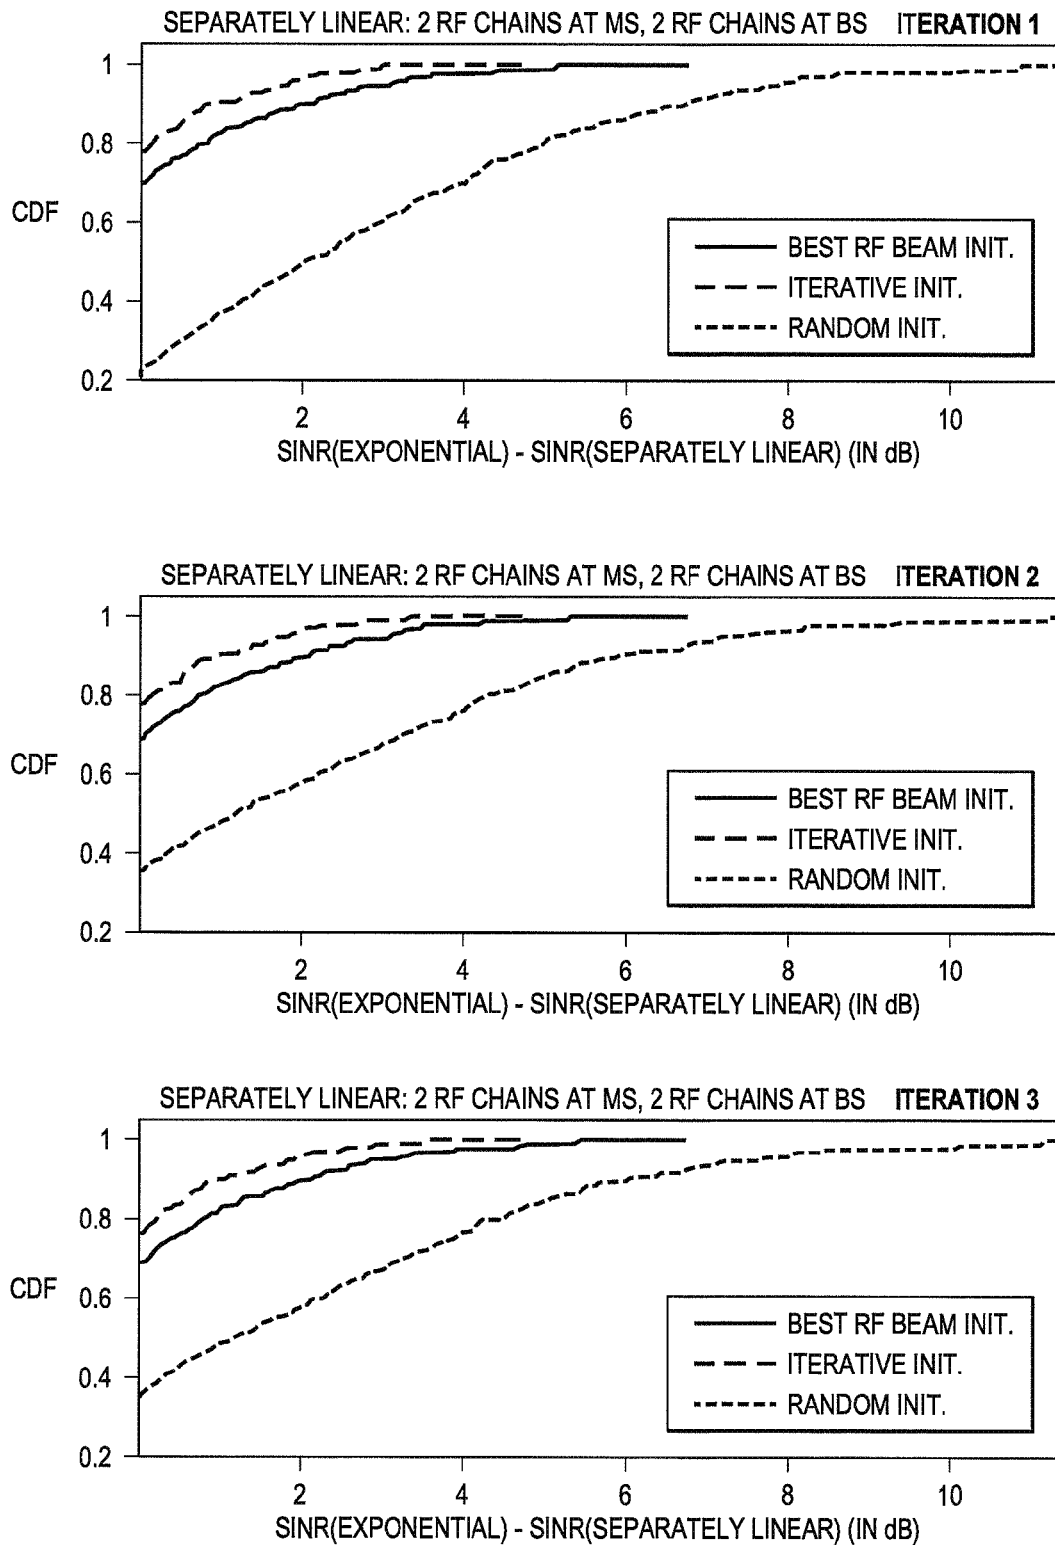 SEPARATELY LINEAR: 2 RF CHAINS AT MS, 2 RF CHAINS AT BS ITERATION 1
1
0.8
CDF
0.6
0.4
0.2
BEST RF BEAM INIT.
ITERATIVE INIT.
RANDOM INIT.
2 4 6 8 10
SINR(EXPONENTIAL) - SINR(SEPARATELY LINEAR) (IN dB)
SEPARATELY LINEAR: 2 RF CHAINS AT MS, 2 RF CHAINS AT BS ITERATION 2
1
0.8
CDF
0.6
0.4
0.2
BEST RF BEAM INIT.
ITERATIVE INIT.
RANDOM INIT.
2 4 6 8 10
SINR(EXPONENTIAL) - SINR(SEPARATELY LINEAR) (IN dB)
SEPARATELY LINEAR: 2 RF CHAINS AT MS, 2 RF CHAINS AT BS ITERATION 3
1
0.8
CDF
0.6
0.4
0.2
BEST RF BEAM INIT.
ITERATIVE INIT.
RANDOM INIT.
2 4 6 8 10
SINR(EXPONENTIAL) - SINR(SEPARATELY LINEAR) (IN dB)